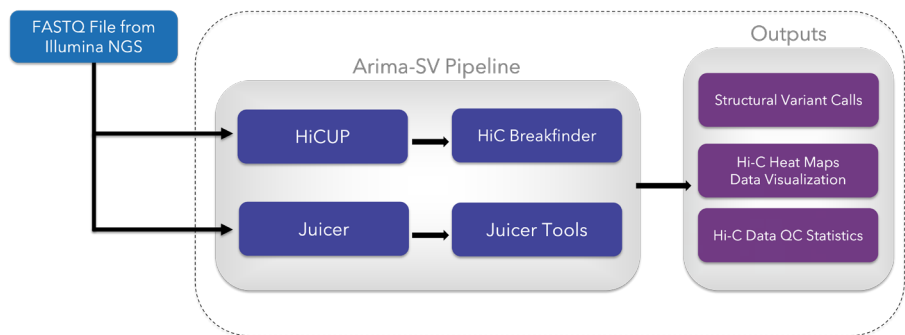 FASTQ File from
Illumina NGS
Arima-SV Pipeline
HiCUP
HiC Breakfinder
Juicer
Juicer Tools
Outputs
Structural Variant Calls
Hi-C Heat Maps
Data Visualization
Hi-C Data QC Statistics